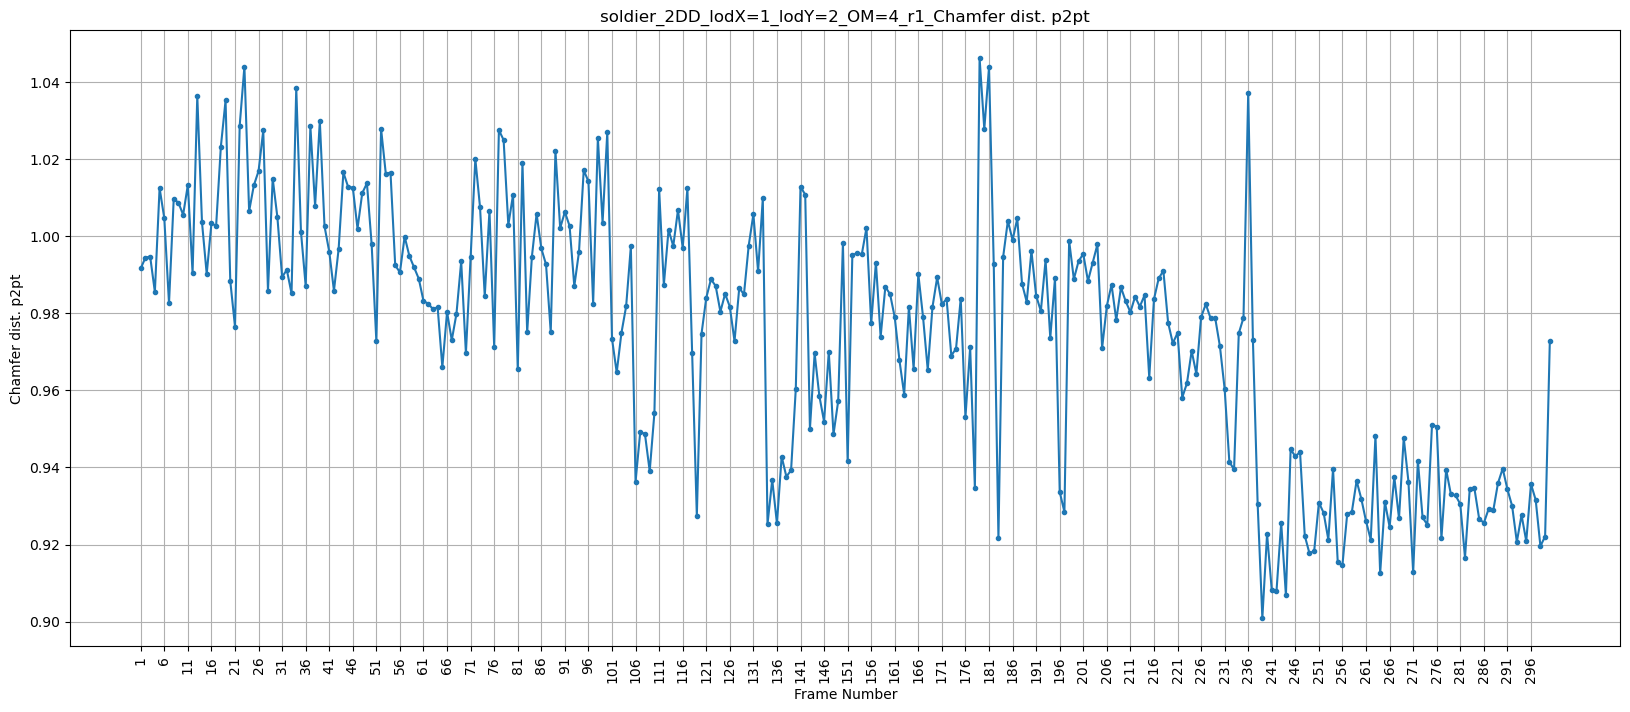 soldier_2DD_lodX=1_lodY=2_OM=4_r1_Chamfer dist. p2pt
Chamfer dist. p2pt
1.04
1.02
1.00
0.98
0.96
0.94
0.92
0.90
1 6 11 16 21 26 31 36 41 46 51 56 61 66 71 76 81 86 91 96 101 106 111 116 121 126 131 136 141 146 151 156 161 166 171 176 181 186 191 196 201 206 211 216 221 226 231 236 241 246 251 256 261 266 271 276 281 286 291 296
Frame Number